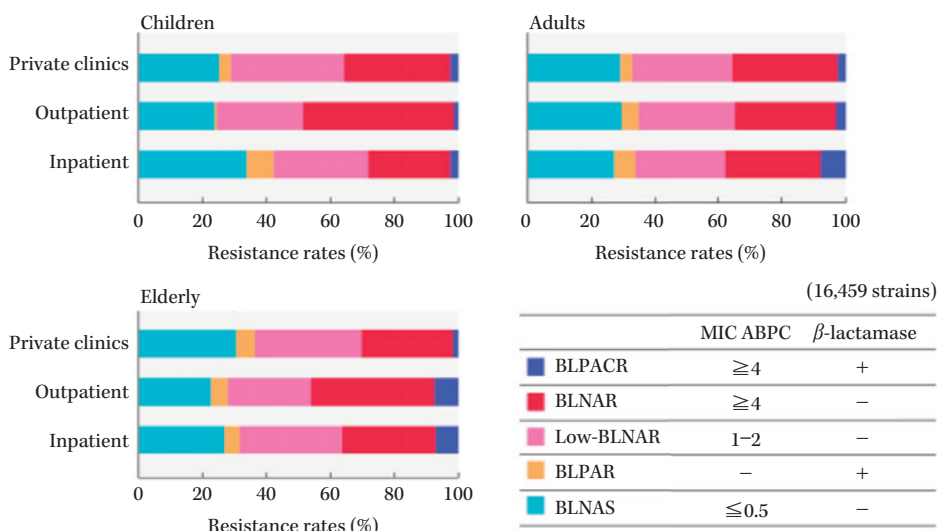 Children
Private clinics
Outpatient
Inpatient
0 20 40 60 80 100
Resistance rates (%)
Adults
0 20 40 60 80 100
Resistance rates (%)
Elderly
Private clinics
Outpatient
Inpatient
0 20 40 60 80 100
Resistance rates (%)
(16,459 strains)
MIC ABPC β-lactamase
BLPACR ≧4 +
BLNAR ≧4 −
Low-BLNAR 1–2 −
BLPAR − +
BLNAS ≦0.5 −